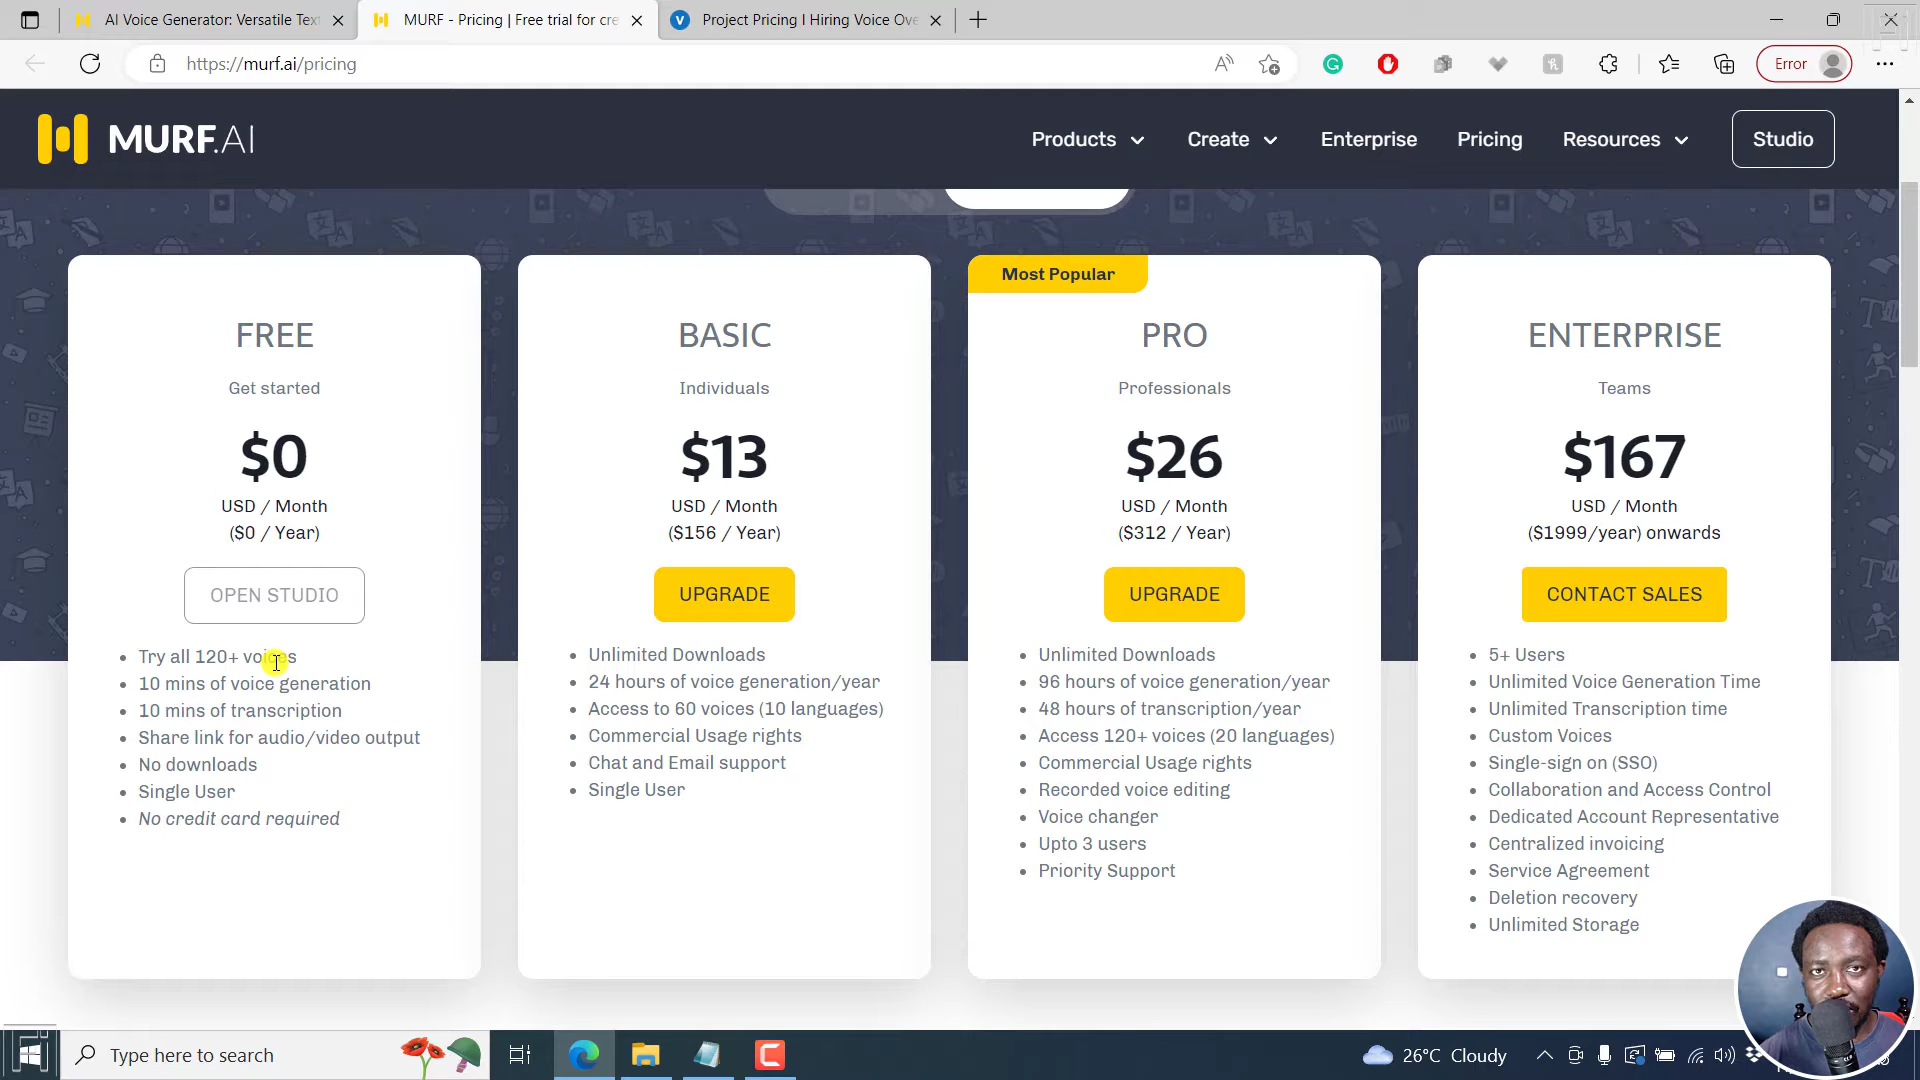 AI Voice Generator: Versatile Tex
MURF - Pricing | Free trial for cre
Project Pricing I Hiring Voice Ove
https://murf.ai/pricing
Error
MURF.AI
Products
Create
Enterprise
Pricing
Resources
Studio
FREE
Get started
$0
USD / Month
($0 / Year)
OPEN STUDIO
Try all 120+ voices
10 mins of voice generation
10 mins of transcription
Share link for audio/video output
No downloads
Single User
No credit card required
BASIC
Individuals
$13
USD / Month
($156 / Year)
UPGRADE
Unlimited Downloads
24 hours of voice generation/year
Access to 60 voices (10 languages)
Commercial Usage rights
Chat and Email support
Single User
Most Popular
PRO
Professionals
$26
USD / Month
($312 / Year)
UPGRADE
Unlimited Downloads
96 hours of voice generation/year
48 hours of transcription/year
Access 120+ voices (20 languages)
Commercial Usage rights
Recorded voice editing
Voice changer
Upto 3 users
Priority Support
ENTERPRISE
Teams
$167
USD / Month
($1999/year) onwards
CONTACT SALES
5+ Users
Unlimited Voice Generation Time
Unlimited Transcription time
Custom Voices
Single-sign on (SSO)
Collaboration and Access Control
Dedicated Account Representative
Centralized invoicing
Service Agreement
Deletion recovery
Unlimited Storage
Type here to search
26°C Cloudy